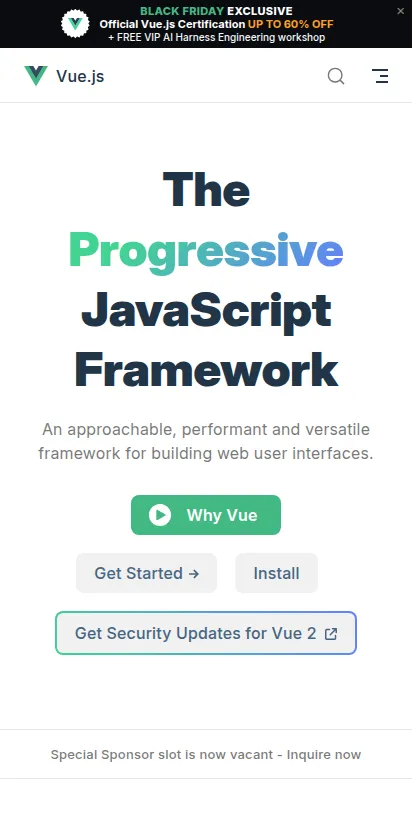 BLACK FRIDAY EXCLUSIVE
Official Vue.js Certification UP TO 60% OFF
+ FREE VIP AI Harness Engineering workshop
Vue.js
The
Progressive
JavaScript
Framework
An approachable, performant and versatile
framework for building web user interfaces.
Why Vue
Get Started →
Install
Get Security Updates for Vue 2
Special Sponsor slot is now vacant - Inquire now